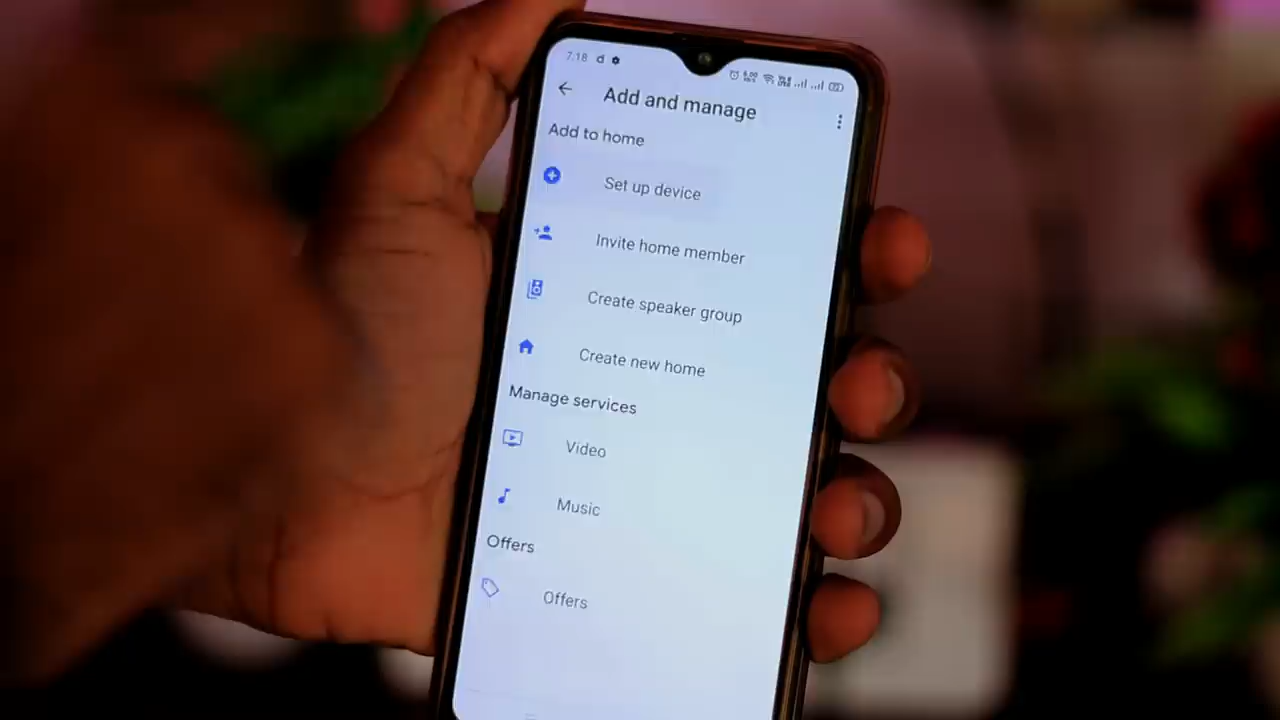 7:18
Add and manage
Add to home
Set up device
Invite home member
Create speaker group
Create new home
Manage services
Video
Music
Offers
Offers